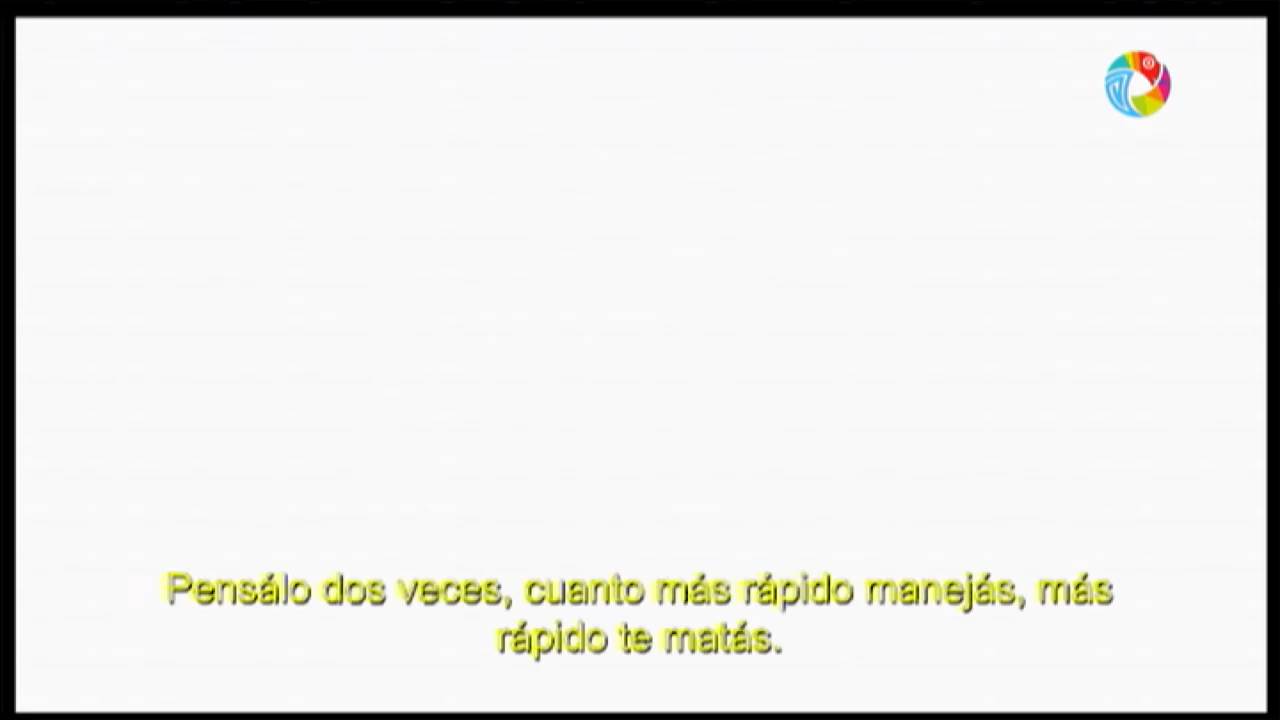 Pensálo dos veces, cuanto más rápido manejás, más
rápido te matás.